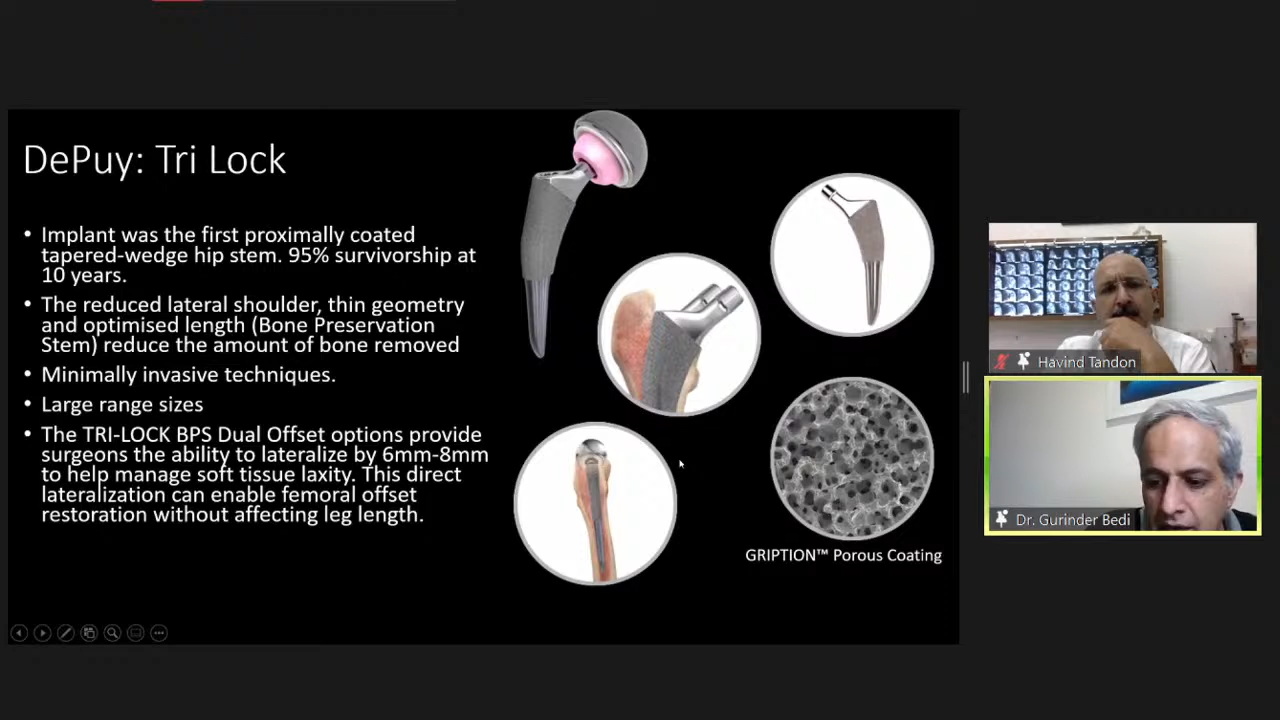 DePuy: Tri Lock
• Implant was the first proximally coated
tapered-wedge hip stem. 95% survivorship at
10 years.
• The reduced lateral shoulder, thin geometry
and optimised length (Bone Preservation
Stem) reduce the amount of bone removed
• Minimally invasive techniques.
• Large range sizes
• The TRI-LOCK BPS Dual Offset options provide
surgeons the ability to lateralize by 6mm-8mm
to help manage soft tissue laxity. This direct
lateralization can enable femoral offset
restoration without affecting leg length.
GRIPTION™ Porous Coating
Havind Tandon
Dr. Gurinder Bedi